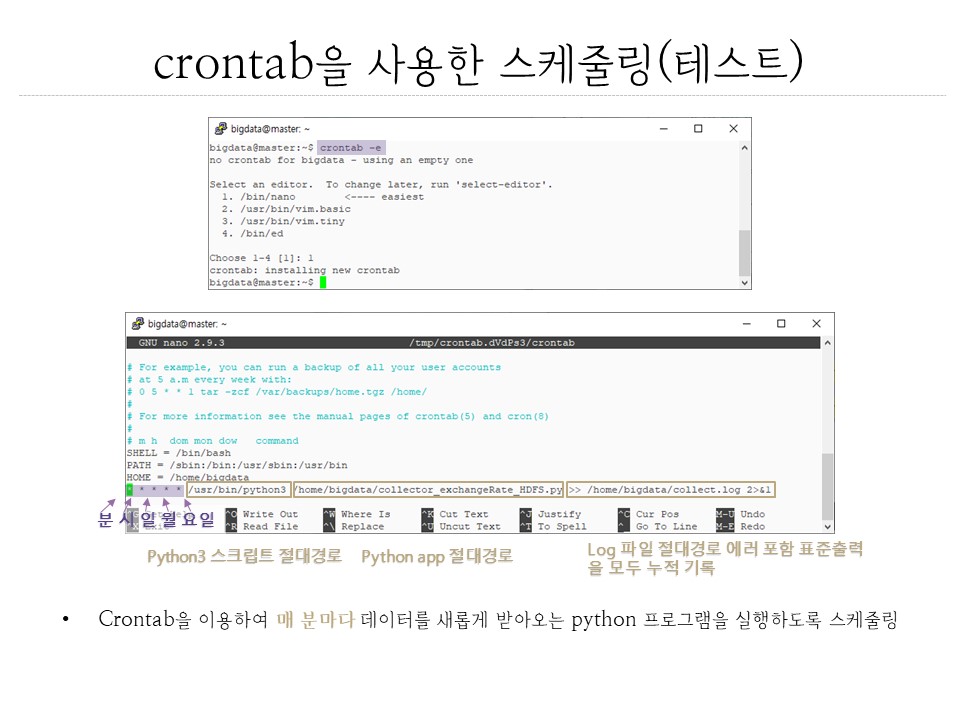 crontab을 사용한 스케줄링(테스트)
bigdata@master: ~
bigdata@master:~$ crontab -e
no crontab for bigdata - using an empty one
Select an editor.  To change later, run 'select-editor'.
1. /bin/nano        <---- easiest
2. /usr/bin/vim.basic
3. /usr/bin/vim.tiny
4. /bin/ed
Choose 1-4 [1]: 1
crontab: installing new crontab
bigdata@master:~$
bigdata@master: ~
GNU nano 2.9.3    /tmp/crontab.dVdPs3/crontab
# For example, you can run a backup of all your user accounts
# at 5 a.m every week with:
# 0 5 * * 1 tar -zcf /var/backups/home.tgz /home/
#
# For more information see the manual pages of crontab(5) and cron(8)
#
# m h  dom mon dow   command
SHELL = /bin/bash
PATH = /sbin:/bin:/usr/sbin:/usr/bin
HOME = /home/bigdata
* * * * * /usr/bin/python3 /home/bigdata/collector_exchangeRate_HDFS.py >> /home/bigdata/collect.log 2>&1
^O Write Out ^W Where Is ^K Cut Text ^J Justify ^C Cur Pos M-U Undo
^R Read File ^\ Replace ^U Uncut Text ^T To Spell ^_ Go To Line M-E Redo
분 시 일 월 요일
Python3 스크립트 절대경로 Python app 절대경로
Log 파일 절대경로 에러 포함 표준출력
을 모두 누적 기록
• Crontab을 이용하여 매 분마다 데이터를 새롭게 받아오는 python 프로그램을 실행하도록 스케줄링